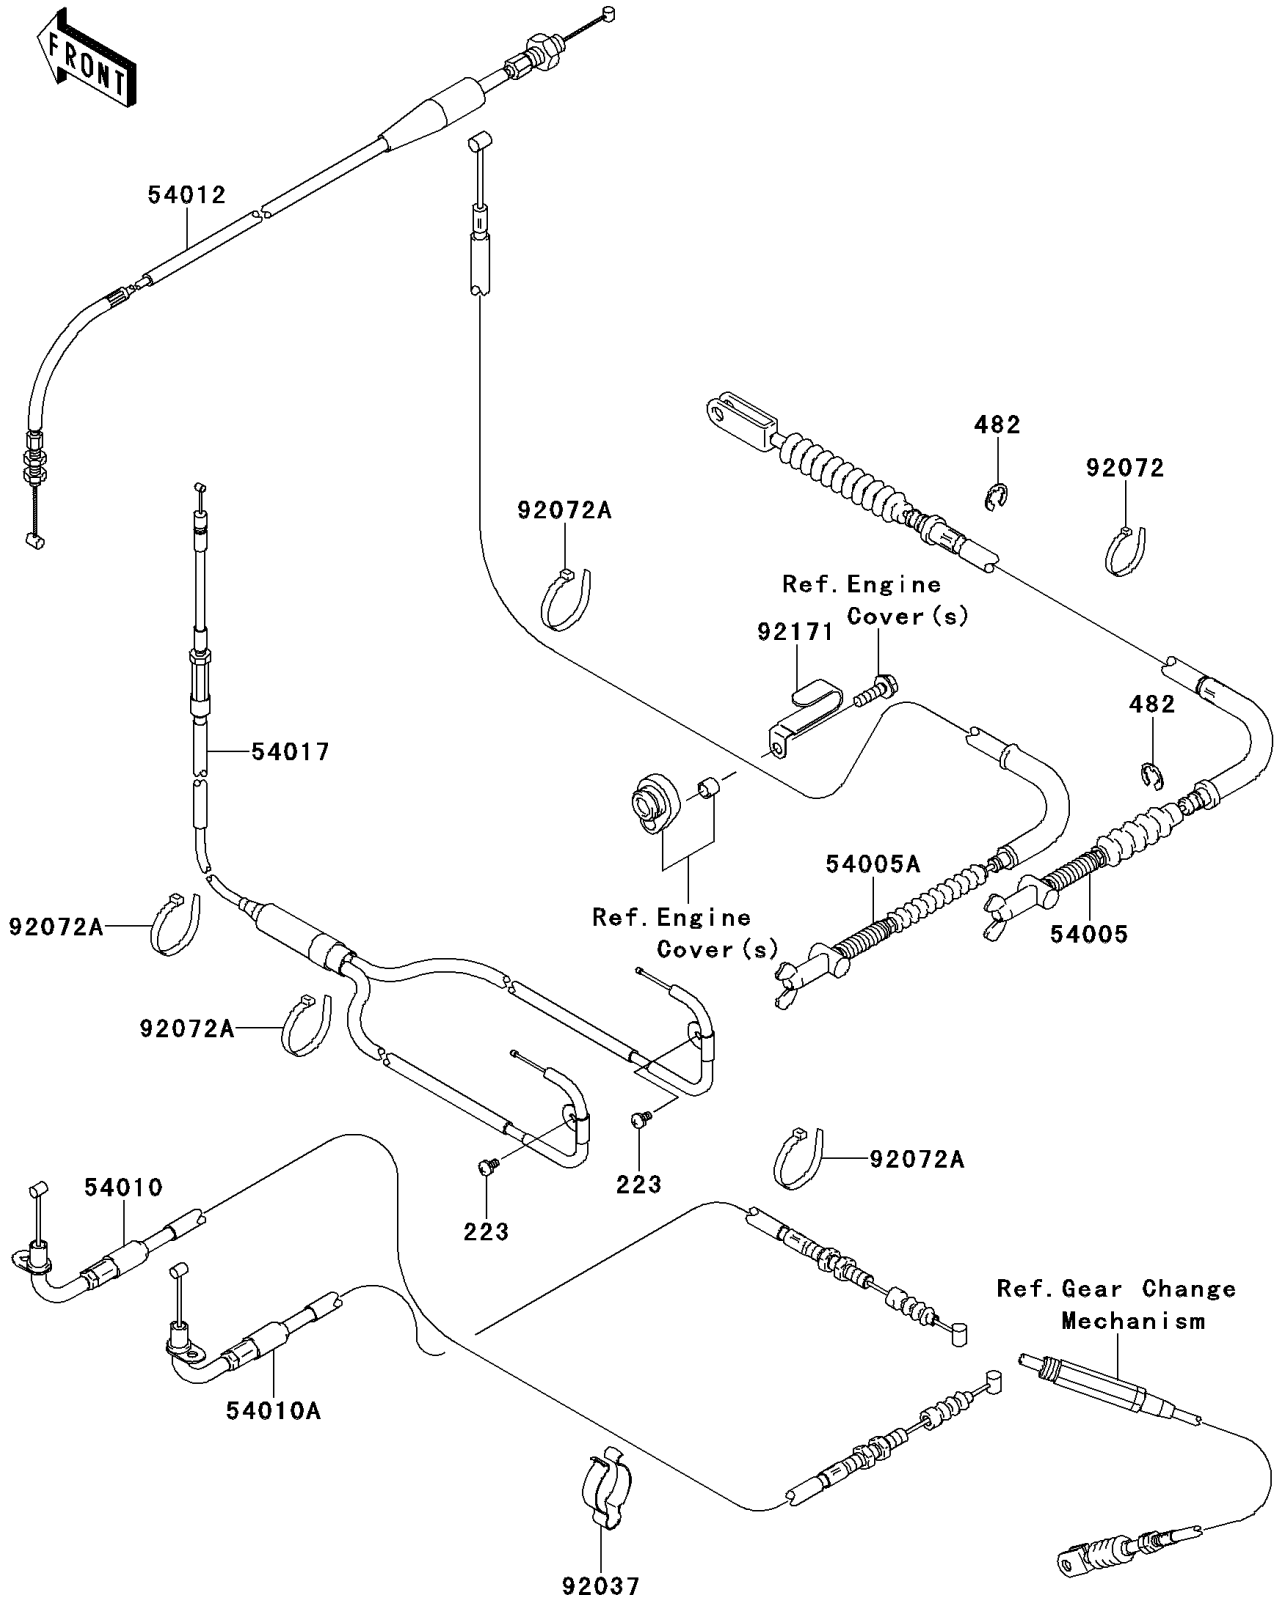 FRONT
54012
482
92072
92072A
Ref.Engine
Cover(s)
92171
482
54017
54005A
92072A
Ref.Engine
Cover(s)
54005
92072A
223
92072A
54010
223
Ref.Gear Change
Mechanism
54010A
92037